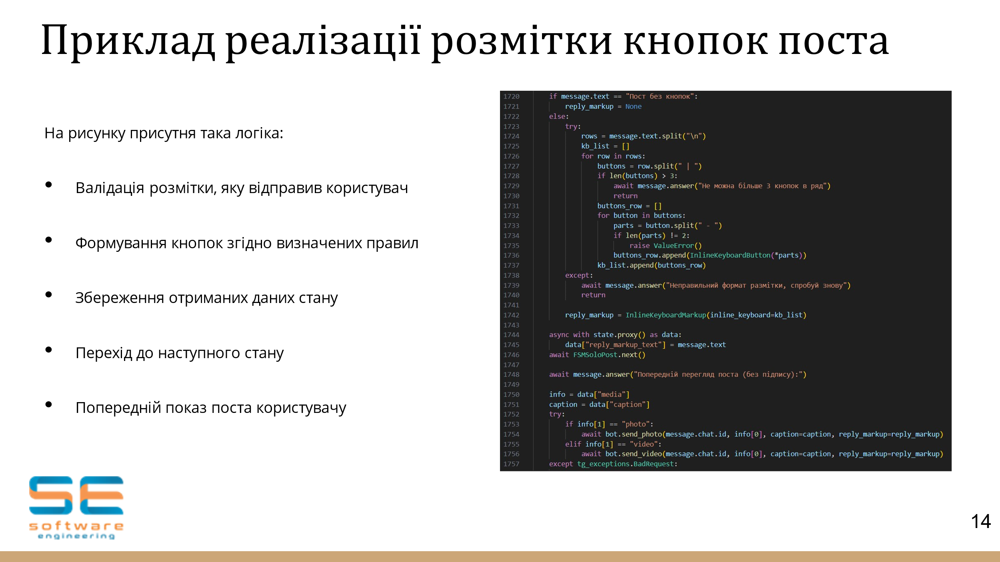 Приклад реалізації розмітки кнопок поста
На рисунку присутня така логіка:
• Валідація розмітки, яку відправив користувач
• Формування кнопок згідно визначених правил
• Збереження отриманих даних стану
• Перехід до наступного стану
• Попередній показ поста користувачу
1720 if message.text == "Пост без кнопок":
1721 reply_markup = None
1722 else:
1723 try:
1724 rows = message.text.split("\n")
1725 kb_list = []
1726 for row in rows:
1727 buttons = row.split(" | ")
1728 if len(buttons) > 3:
1729 await message.answer("Не можна більше 3 кнопок в ряд")
1730 return
1731 buttons_row = []
1732 for button in buttons:
1733 parts = button.split(" - ")
1734 if len(parts) != 2:
1735 raise ValueError()
1736 buttons_row.append(InlineKeyboardButton(*parts))
1737 kb_list.append(buttons_row)
1738 except:
1739 await message.answer("Неправильний формат размітки, спробуй знову")
1740 return
1741
1742 reply_markup = InlineKeyboardMarkup(inline_keyboard=kb_list)
1743
1744 async with state.proxy() as data:
1745 data["reply_markup_text"] = message.text
1746 await FSMSoloPost.next()
1747
1748 await message.answer("Попередній перегляд поста (без підпису):")
1749
1750 info = data["media"]
1751 caption = data["caption"]
1752 try:
1753 if info[1] == "photo":
1754 await bot.send_photo(message.chat.id, info[0], caption=caption, reply_markup=reply_markup)
1755 elif info[1] == "video":
1756 await bot.send_video(message.chat.id, info[0], caption=caption, reply_markup=reply_markup)
1757 except tg_exceptions.BadRequest:
SE
software
engineering
14